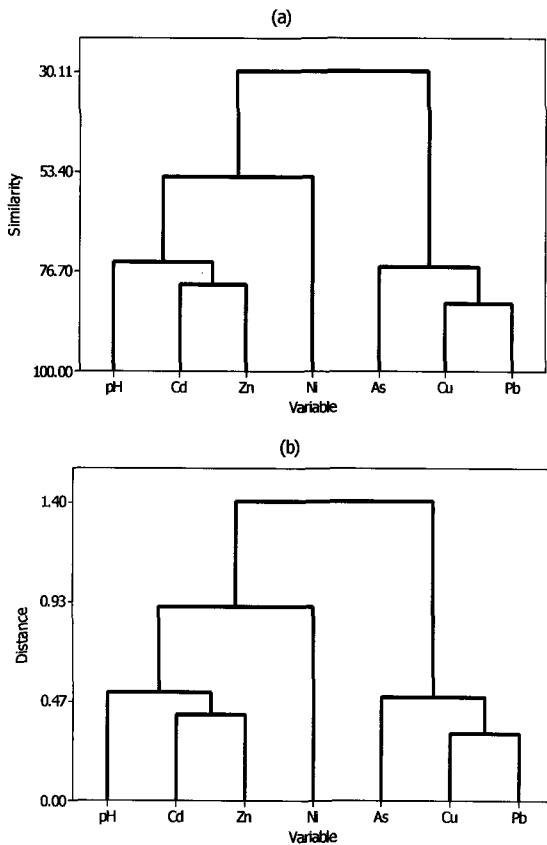 (a)
30.11
53.40
76.70
100.00
Similarity
pH Cd Zn Ni As Cu Pb
Variable
(b)
1.40
0.93
0.47
0.00
Distance
pH Cd Zn Ni As Cu Pb
Variable